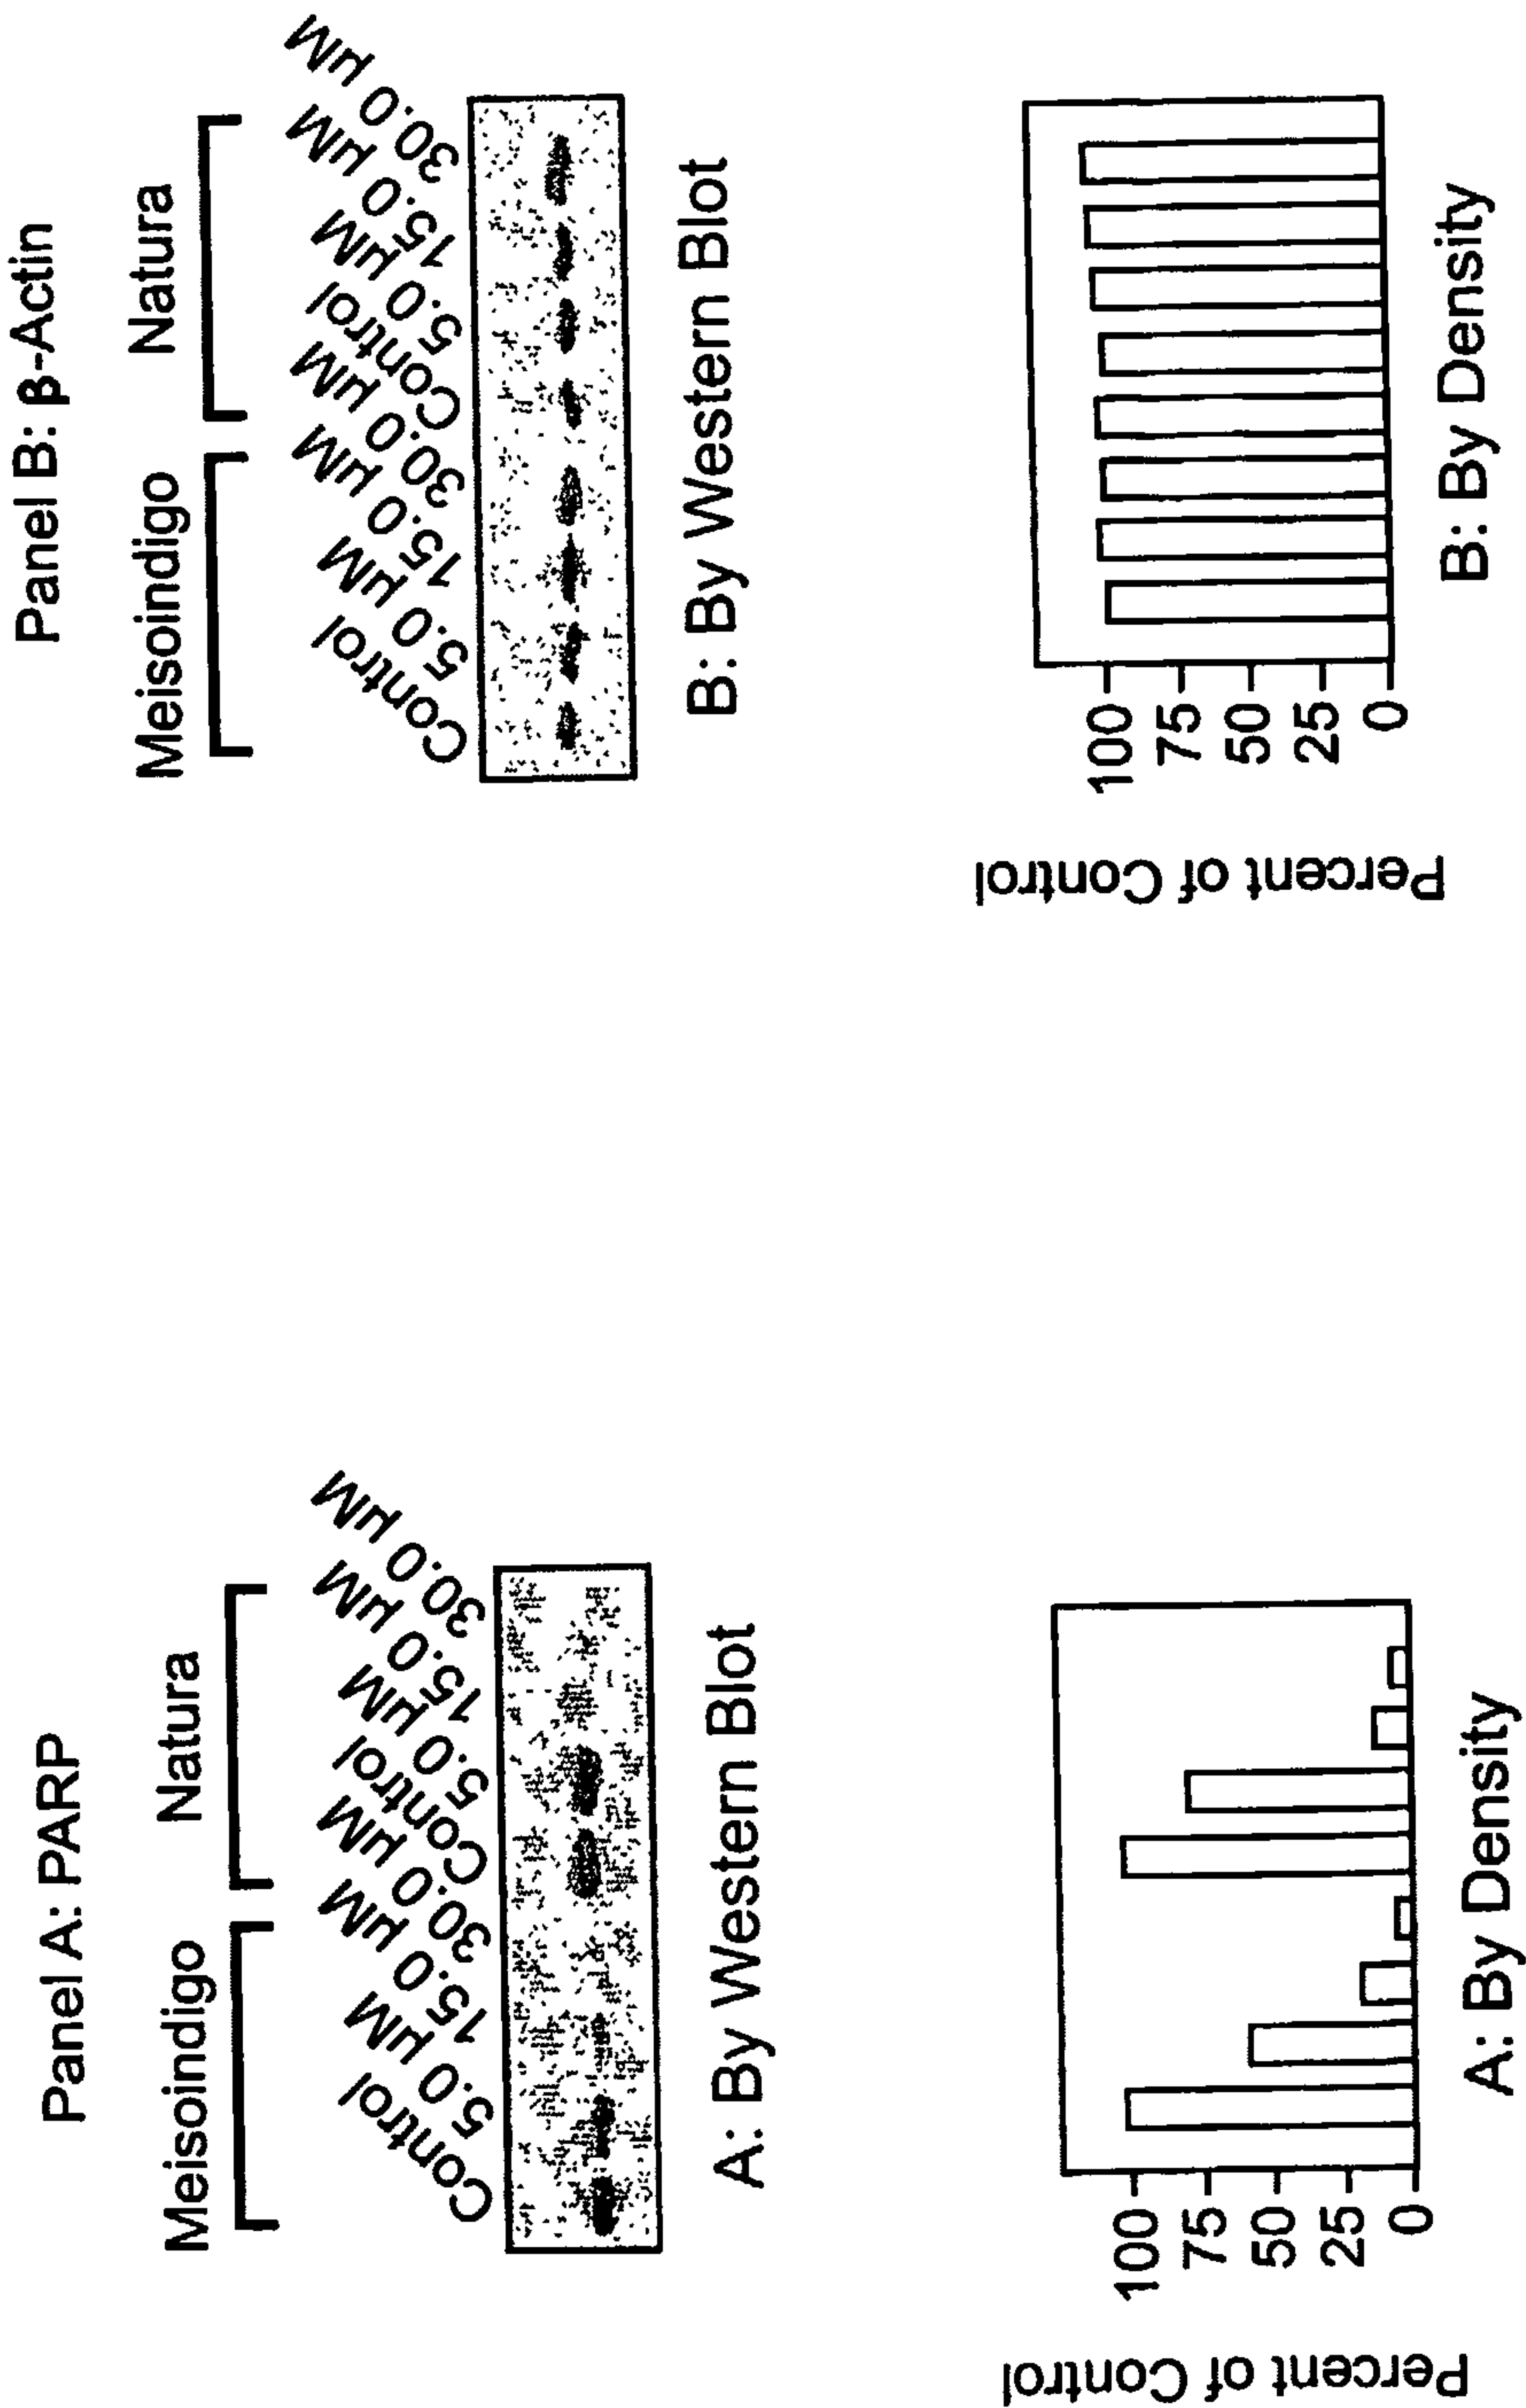 Panel A: PARP
Meisoindigo Natura
Control 5.0 μM 15.0 μM 30.0 μM Control 5.0 μM 15.0 μM 30.0 μM
A: By Western Blot
Percent of Control
100
75
50
25
0
A: By Density
Panel B: β-Actin
Meisoindigo Natura
Control 5.0 μM 15.0 μM 30.0 μM Control 5.0 μM 15.0 μM 30.0 μM
B: By Western Blot
Percent of Control
100
75
50
25
0
B: By Density